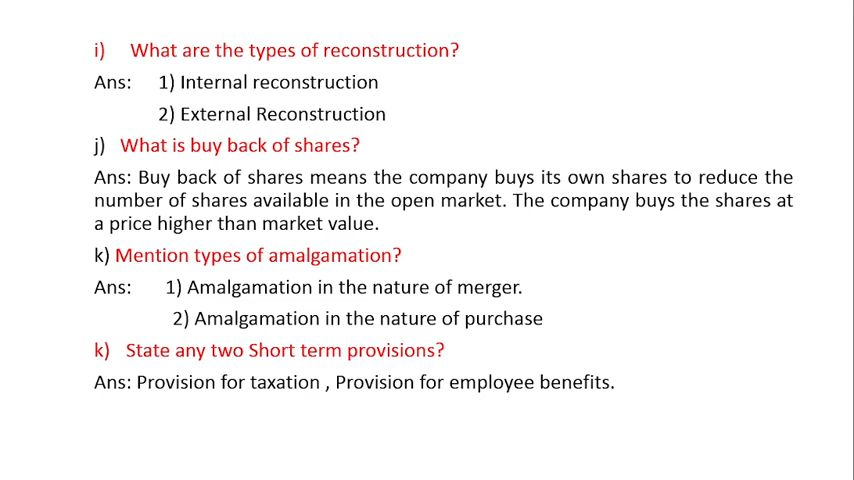 i) What are the types of reconstruction?
Ans: 1) Internal reconstruction
2) External Reconstruction
j) What is buy back of shares?
Ans: Buy back of shares means the company buys its own shares to reduce the
number of shares available in the open market. The company buys the shares at
a price higher than market value.
k) Mention types of amalgamation?
Ans: 1) Amalgamation in the nature of merger.
2) Amalgamation in the nature of purchase
k) State any two Short term provisions?
Ans: Provision for taxation , Provision for employee benefits.